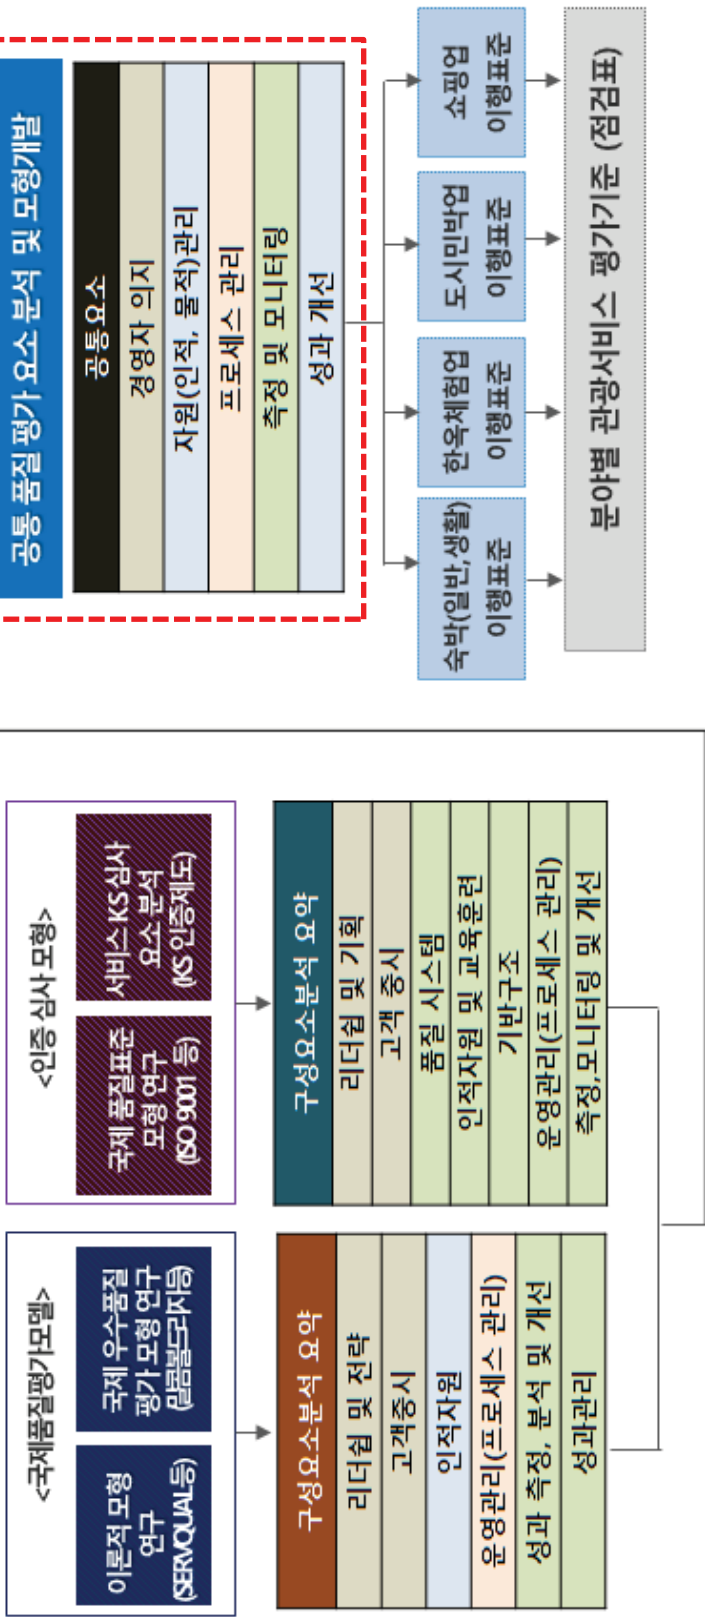 <국제품질평가모델>
이론적 모형
연구
(SERVQUAL등)
국제 우수품질
평가 모형 연구
(말콤볼드리지등)
구성요소분석 요약
리더쉽 및 전략
고객중시
인적자원
운영관리(프로세스 관리)
성과 측정, 분석 및 개선
성과관리
<인증 심사 모형>
국제 품질표준
모형 연구
(ISO 9001 등)
서비스 KS 심사
요소 분석
(KS 인증제도)
구성요소분석 요약
리더쉽 및 기획
고객 중시
품질 시스템
인적자원 및 교육훈련
기반구조
운영관리(프로세스 관리)
측정,모니터링 및 개선
공통 품질 평가 요소 분석 및 모형개발
공통요소
경영자 의지
자원(인적, 물적)관리
프로세스 관리
측정 및 모니터링
성과 개선
숙박(일반,생활)
이행표준
한옥체험업
이행표준
도시민박업
이행표준
쇼핑업
이행표준
분야별 관광서비스 평가기준 (점검표)